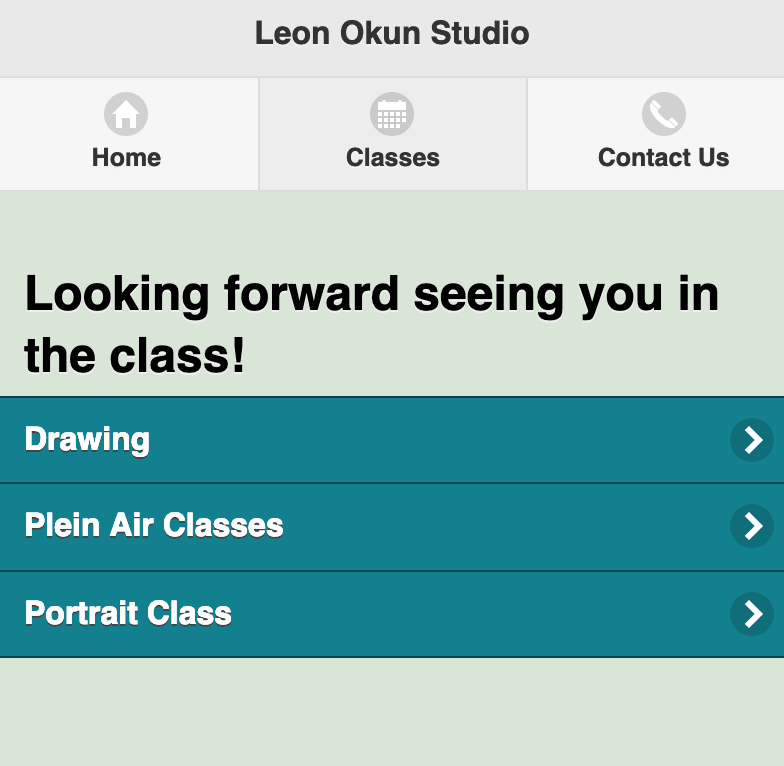 Leon Okun Studio
Home
Classes
Contact Us
Looking forward seeing you in
the class!
Drawing
Plein Air Classes
Portrait Class